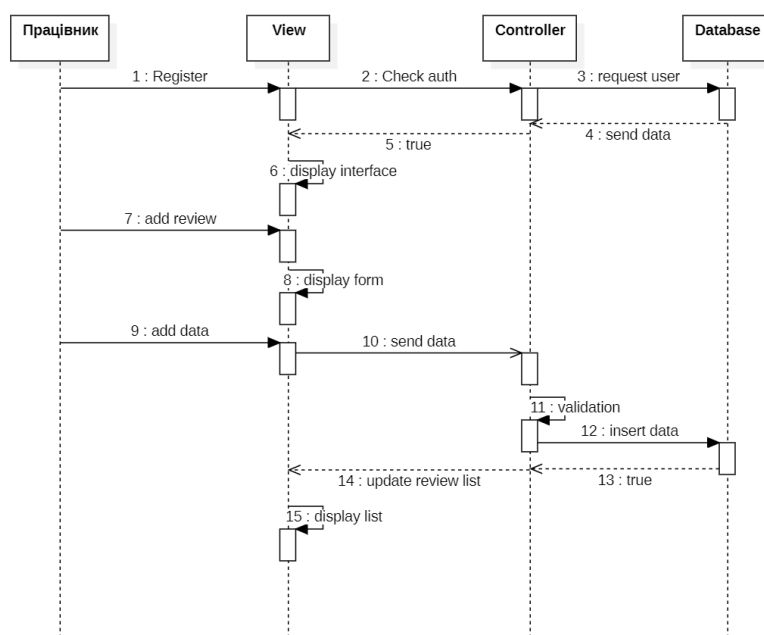 Працівник
View
Controller
Database
1 : Register
2 : Check auth
3 : request user
4 : send data
5 : true
6 : display interface
7 : add review
8 : display form
9 : add data
10 : send data
11 : validation
12 : insert data
13 : true
14 : update review list
15 : display list